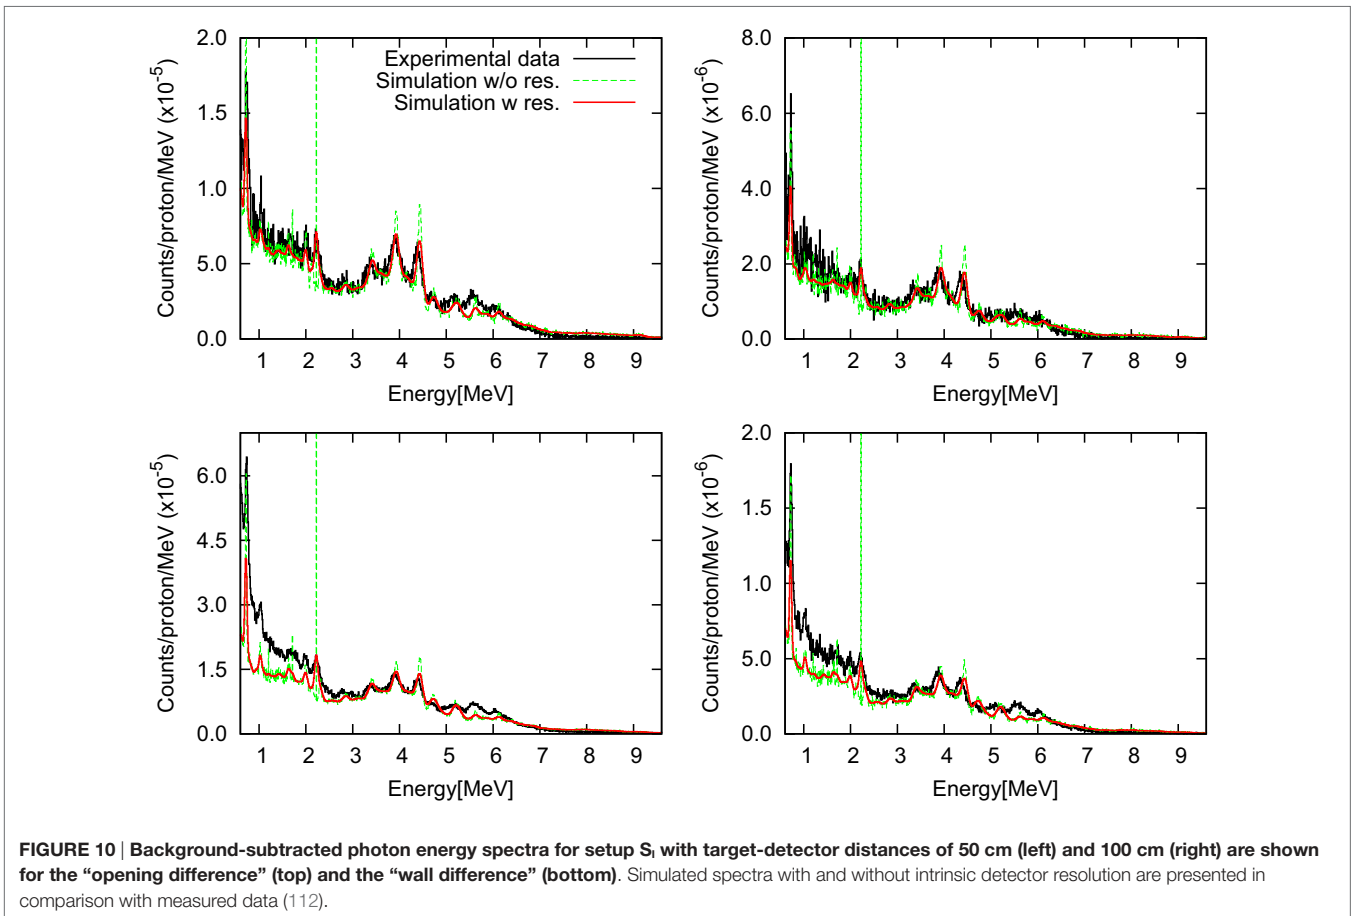 2.0
1.5
1.0
5.0
0.0
Counts/proton/MeV (x10-5)
Experimental data
Simulation w/o res.
Simulation w res.
1 2 3 4 5 6 7 8 9
Energy[MeV]
8.0
6.0
4.0
2.0
0.0
Counts/proton/MeV (x10-6)
1 2 3 4 5 6 7 8 9
Energy[MeV]
6.0
4.5
3.0
1.5
0.0
Counts/proton/MeV (x10-5)
1 2 3 4 5 6 7 8 9
Energy[MeV]
2.0
1.5
1.0
5.0
0.0
Counts/proton/MeV (x10-6)
1 2 3 4 5 6 7 8 9
Energy[MeV]
FIGURE 10 | Background-subtracted photon energy spectra for setup SI with target-detector distances of 50 cm (left) and 100 cm (right) are shown
for the “opening difference” (top) and the “wall difference” (bottom). Simulated spectra with and without intrinsic detector resolution are presented in
comparison with measured data (112).